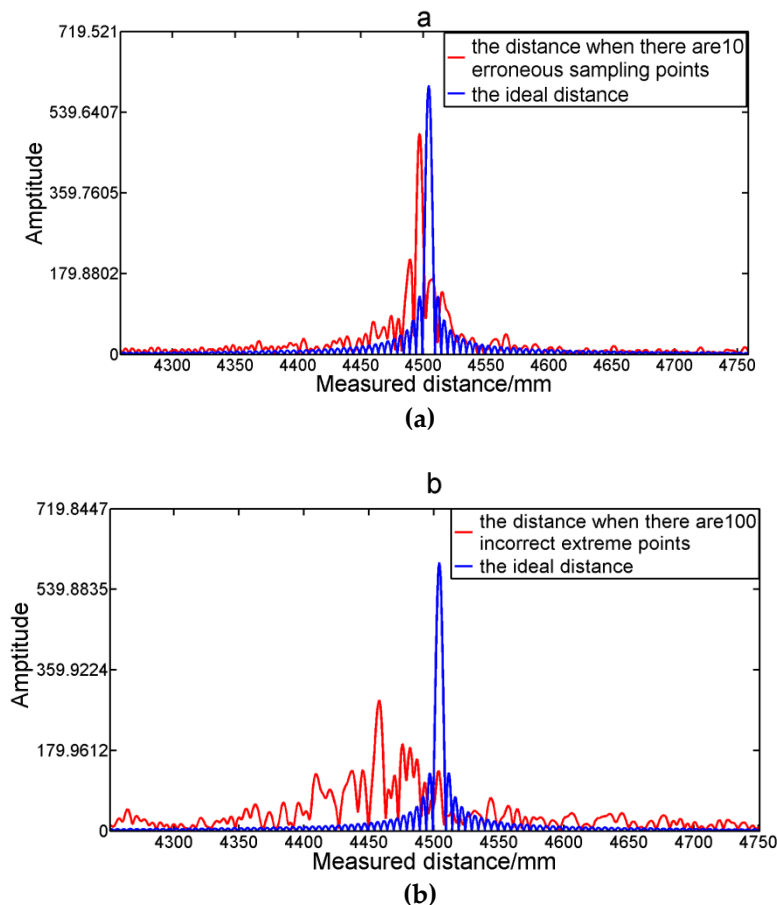 a
719.521
539.6407
359.7605
179.8802
0
Amptitude
the distance when there are10
erroneous sampling points
the ideal distance
4300 4350 4400 4450 4500 4550 4600 4650 4700 4750
Measured distance/mm
(a)
b
719.8447
539.8835
359.9224
179.9612
0
Amptitude
the distance when there are100
incorrect extreme points
the ideal distance
4300 4350 4400 4450 4500 4550 4600 4650 4700 4750
Measured distance/mm
(b)